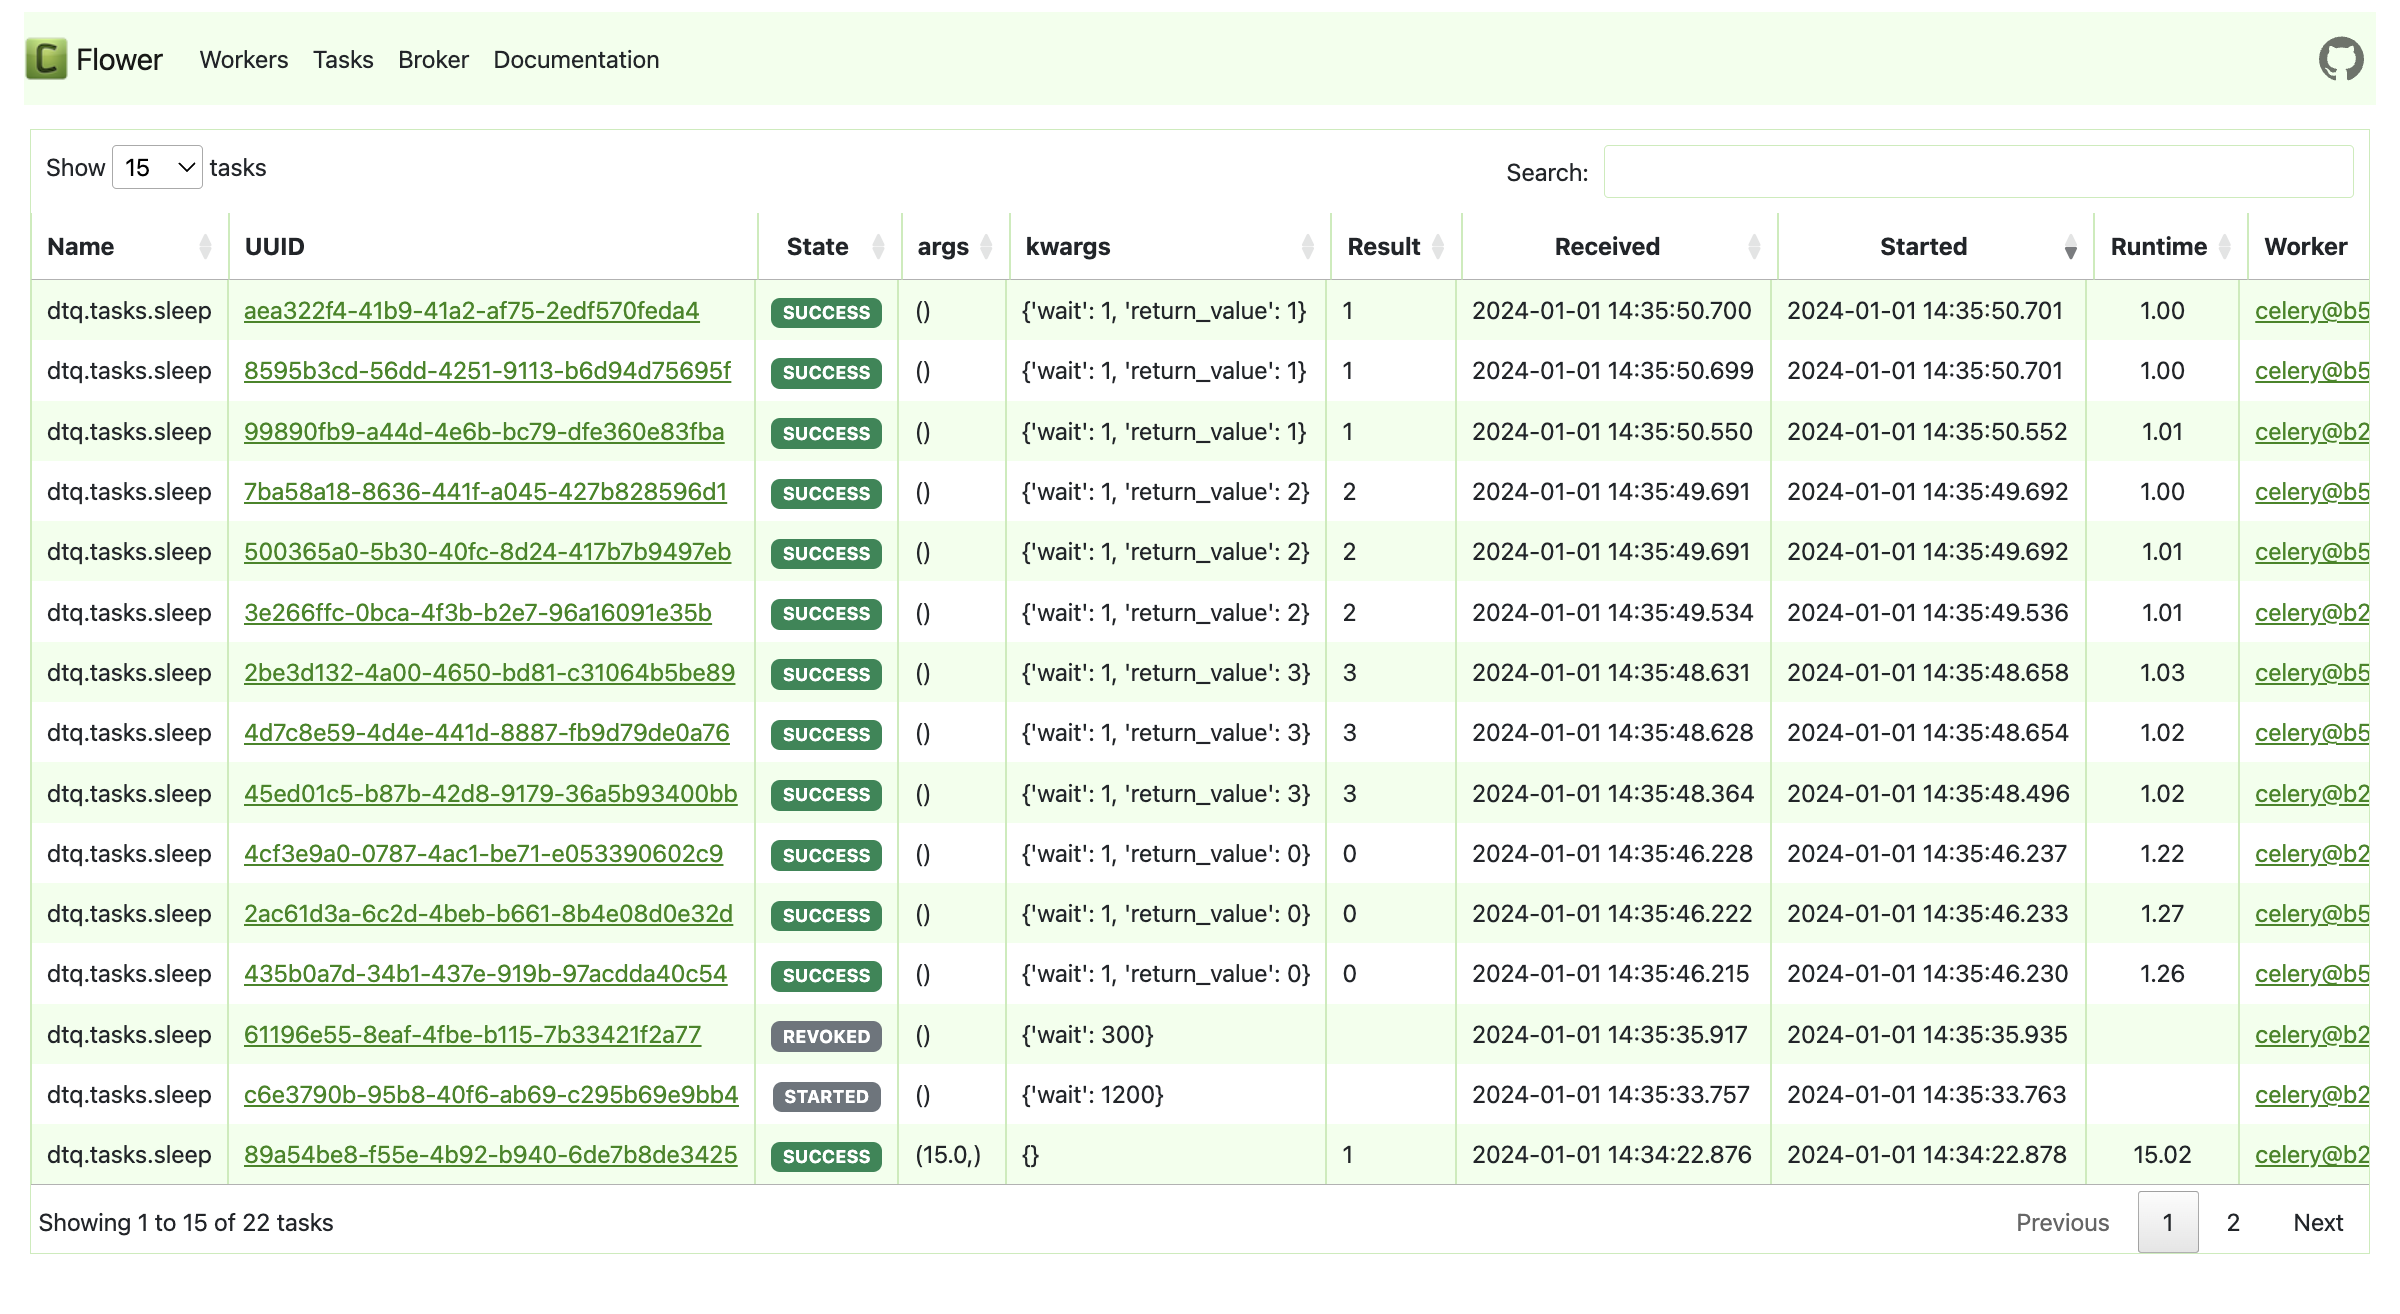 C Flower Workers Tasks Broker Documentation
Show 15 tasks Search:
Name UUID State args kwargs Result Received Started Runtime Worker
dtq.tasks.sleep aea322f4-41b9-41a2-af75-2edf570feda4 SUCCESS () {'wait': 1, 'return_value': 1} 1 2024-01-01 14:35:50.700 2024-01-01 14:35:50.701 1.00 celery@b5
dtq.tasks.sleep 8595b3cd-56dd-4251-9113-b6d94d75695f SUCCESS () {'wait': 1, 'return_value': 1} 1 2024-01-01 14:35:50.699 2024-01-01 14:35:50.701 1.00 celery@b5
dtq.tasks.sleep 99890fb9-a44d-4e6b-bc79-dfe360e83fba SUCCESS () {'wait': 1, 'return_value': 1} 1 2024-01-01 14:35:50.550 2024-01-01 14:35:50.552 1.01 celery@b2
dtq.tasks.sleep 7ba58a18-8636-441f-a045-427b828596d1 SUCCESS () {'wait': 1, 'return_value': 2} 2 2024-01-01 14:35:49.691 2024-01-01 14:35:49.692 1.00 celery@b5
dtq.tasks.sleep 500365a0-5b30-40fc-8d24-417b7b9497eb SUCCESS () {'wait': 1, 'return_value': 2} 2 2024-01-01 14:35:49.691 2024-01-01 14:35:49.692 1.01 celery@b5
dtq.tasks.sleep 3e266ffc-0bca-4f3b-b2e7-96a16091e35b SUCCESS () {'wait': 1, 'return_value': 2} 2 2024-01-01 14:35:49.534 2024-01-01 14:35:49.536 1.01 celery@b2
dtq.tasks.sleep 2be3d132-4a00-4650-bd81-c31064b5be89 SUCCESS () {'wait': 1, 'return_value': 3} 3 2024-01-01 14:35:48.631 2024-01-01 14:35:48.658 1.03 celery@b5
dtq.tasks.sleep 4d7c8e59-4d4e-441d-8887-fb9d79de0a76 SUCCESS () {'wait': 1, 'return_value': 3} 3 2024-01-01 14:35:48.628 2024-01-01 14:35:48.654 1.02 celery@b5
dtq.tasks.sleep 45ed01c5-b87b-42d8-9179-36a5b93400bb SUCCESS () {'wait': 1, 'return_value': 3} 3 2024-01-01 14:35:48.364 2024-01-01 14:35:48.496 1.02 celery@b2
dtq.tasks.sleep 4cf3e9a0-0787-4ac1-be71-e053390602c9 SUCCESS () {'wait': 1, 'return_value': 0} 0 2024-01-01 14:35:46.228 2024-01-01 14:35:46.237 1.22 celery@b2
dtq.tasks.sleep 2ac61d3a-6c2d-4beb-b661-8b4e08d0e32d SUCCESS () {'wait': 1, 'return_value': 0} 0 2024-01-01 14:35:46.222 2024-01-01 14:35:46.233 1.27 celery@b5
dtq.tasks.sleep 435b0a7d-34b1-437e-919b-97acdda40c54 SUCCESS () {'wait': 1, 'return_value': 0} 0 2024-01-01 14:35:46.215 2024-01-01 14:35:46.230 1.26 celery@b5
dtq.tasks.sleep 61196e55-8eaf-4fbe-b115-7b33421f2a77 REVOKED () {'wait': 300} 2024-01-01 14:35:35.917 2024-01-01 14:35:35.935 celery@b2
dtq.tasks.sleep c6e3790b-95b8-40f6-ab69-c295b69e9bb4 STARTED () {'wait': 1200} 2024-01-01 14:35:33.757 2024-01-01 14:35:33.763 celery@b2
dtq.tasks.sleep 89a54be8-f55e-4b92-b940-6de7b8de3425 SUCCESS (15.0,) {} 1 2024-01-01 14:34:22.876 2024-01-01 14:34:22.878 15.02 celery@b2
Showing 1 to 15 of 22 tasks Previous 1 2 Next